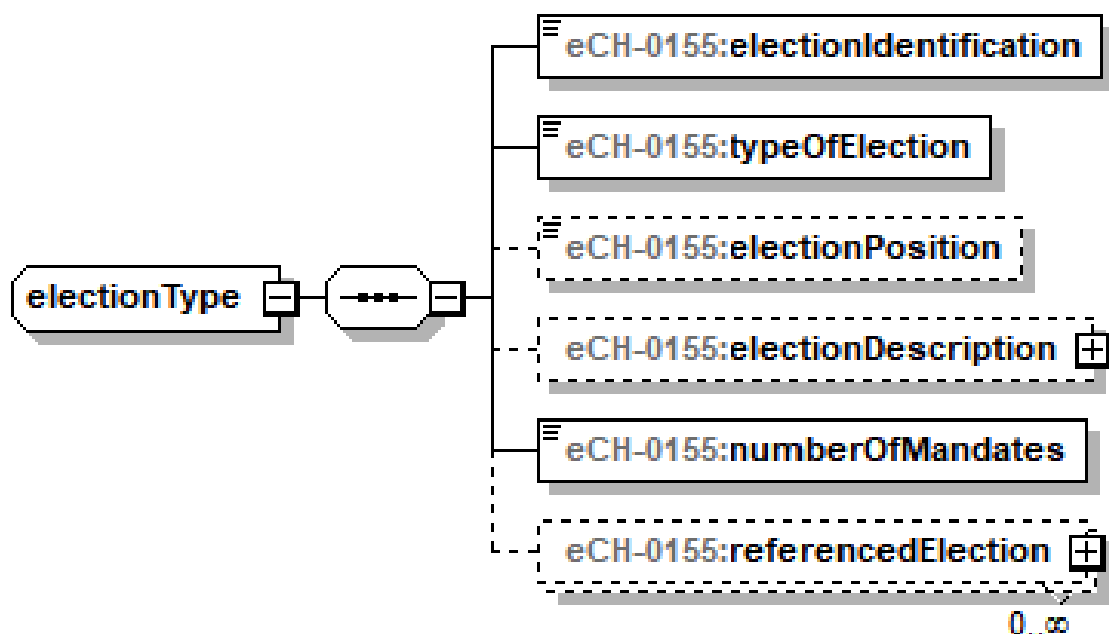 eCH-0155:electionIdentification
eCH-0155:typeOfElection
eCH-0155:electionPosition
electionType
eCH-0155:electionDescription
eCH-0155:numberOfMandates
eCH-0155:referencedElection
0..∞